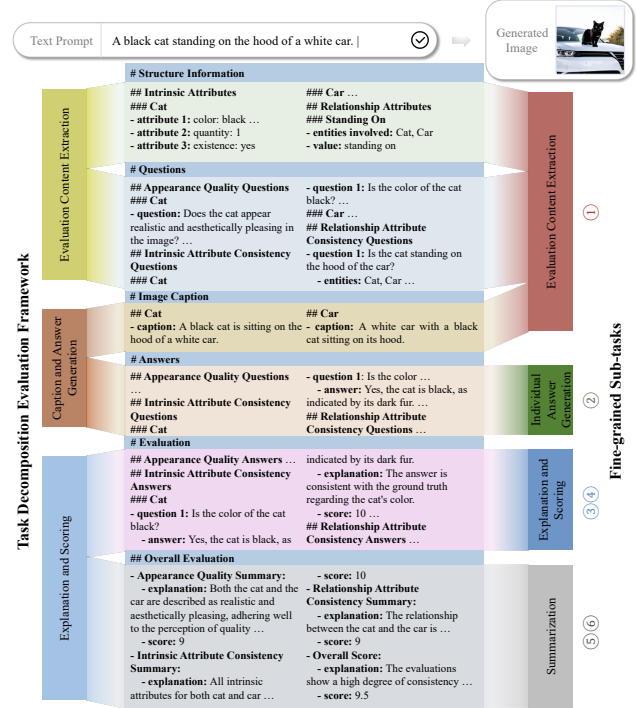 Text Prompt
A black cat standing on the hood of a white car. |
Generated
Image
Task Decomposition Evaluation Framework
Evaluation Content Extraction
Caption and Answer
Generation
Explanation and Scoring
# Structure Information
## Intrinsic Attributes
### Cat
- attribute 1: color: black ...
- attribute 2: quantity: 1
- attribute 3: existence: yes
### Car ...
## Relationship Attributes
### Standing On
- entities involved: Cat, Car
- value: standing on
# Questions
## Appearance Quality Questions
### Cat
- question: Does the cat appear
realistic and aesthetically pleasing in
the image? ...
## Intrinsic Attribute Consistency
Questions
### Cat
- question 1: Is the color of the cat
black? ...
### Car ...
## Relationship Attribute
Consistency Questions
- question 1: Is the cat standing on
the hood of the car?
- entities: Cat, Car ...
# Image Caption
## Cat
- caption: A black cat is sitting on the
hood of a white car.
## Car
- caption: A white car with a black
cat sitting on its hood.
# Answers
## Appearance Quality Questions
...
## Intrinsic Attribute Consistency
Questions
### Cat
- question 1: Is the color ...
- answer: Yes, the cat is black, as
indicated by its dark fur. ...
## Relationship Attribute
Consistency Questions ...
# Evaluation
## Appearance Quality Answers ...
## Intrinsic Attribute Consistency
Answers
### Cat
- question 1: Is the color of the cat
black?
- answer: Yes, the cat is black, as
indicated by its dark fur.
- explanation: The answer is
consistent with the ground truth
regarding the cat's color.
- score: 10 ...
## Relationship Attribute
Consistency Answers ...
## Overall Evaluation
- Appearance Quality Summary:
- explanation: Both the cat and the
car are described as realistic and
aesthetically pleasing, adhering well
to the perception of quality ...
- score: 9
- Intrinsic Attribute Consistency
Summary:
- explanation: All intrinsic
attributes for both cat and car ...
- score: 10
- Relationship Attribute
Consistency Summary:
- explanation: The relationship
between the cat and the car is ...
- score: 9
- Overall Score:
- explanation: The evaluations
show a high degree of consistency ...
- score: 9.5
Evaluation Content Extraction
①
Individual
Answer
Generation
②
Explanation and
Scoring
③④
Summarization
⑤⑥
Fine-grained Sub-tasks